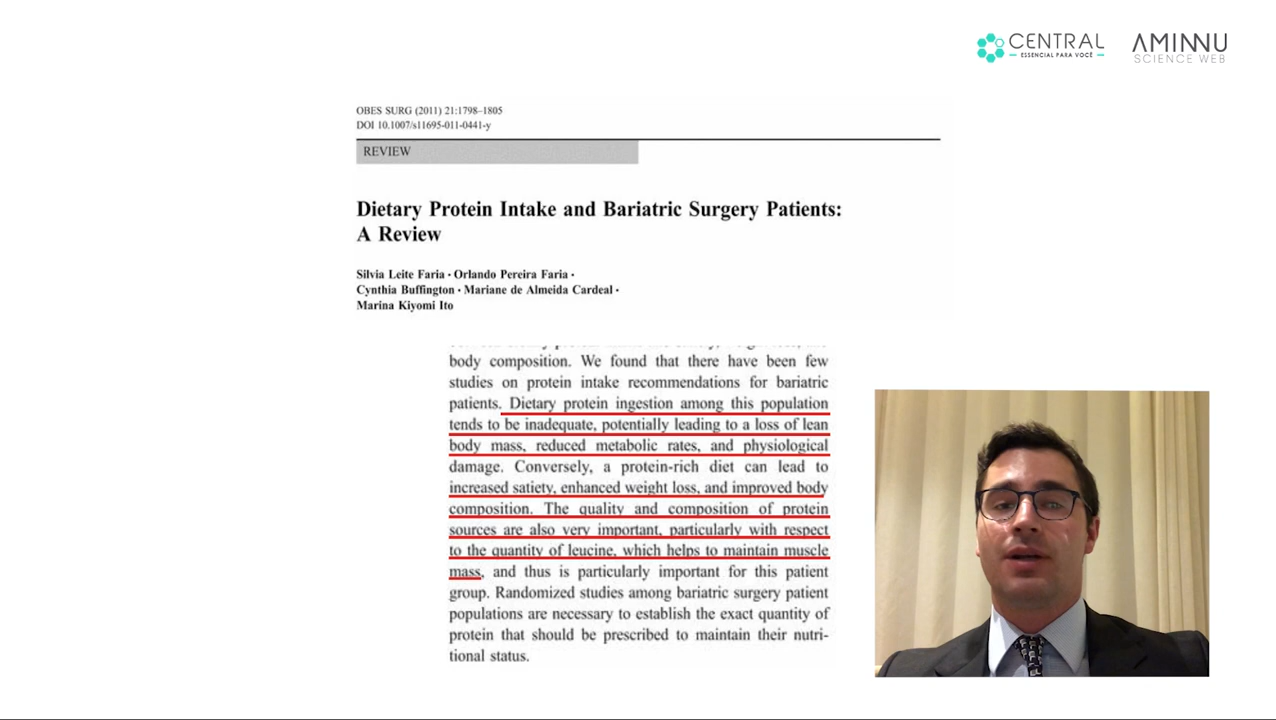 CENTRAL
ESSENCIAL PARA VOCÊ
AMINNU
SCIENCE WEB
OBES SURG (2011) 21:1798–1805
DOI 10.1007/s11695-011-0441-y
REVIEW
Dietary Protein Intake and Bariatric Surgery Patients:
A Review
Silvia Leite Faria · Orlando Pereira Faria ·
Cynthia Buffington · Mariane de Almeida Cardeal ·
Marina Kiyomi Ito
body composition. We found that there have been few
studies on protein intake recommendations for bariatric
patients. Dietary protein ingestion among this population
tends to be inadequate, potentially leading to a loss of lean
body mass, reduced metabolic rates, and physiological
damage. Conversely, a protein-rich diet can lead to
increased satiety, enhanced weight loss, and improved body
composition. The quality and composition of protein
sources are also very important, particularly with respect
to the quantity of leucine, which helps to maintain muscle
mass, and thus is particularly important for this patient
group. Randomized studies among bariatric surgery patient
populations are necessary to establish the exact quantity of
protein that should be prescribed to maintain their nutri-
tional status.